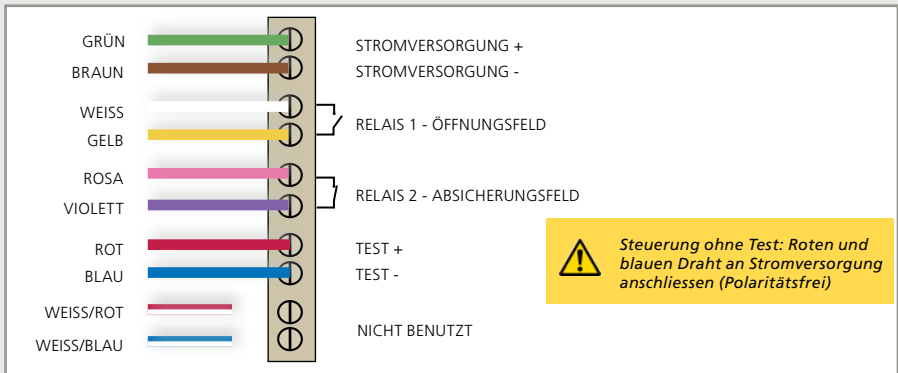 GRÜN
STROMVERSORGUNG +
BRAUN
STROMVERSORGUNG -
WEISS
RELAIS 1 - ÖFFNUNGSFELD
GELB
ROSA
RELAIS 2 - ABSICHERUNGSFELD
VIOLETT
ROT
TEST +
BLAU
TEST -
Steuerung ohne Test: Roten und
blauen Draht an Stromversorgung
anschliessen (Polaritätsfrei)
WEISS/ROT
NICHT BENUTZT
WEISS/BLAU